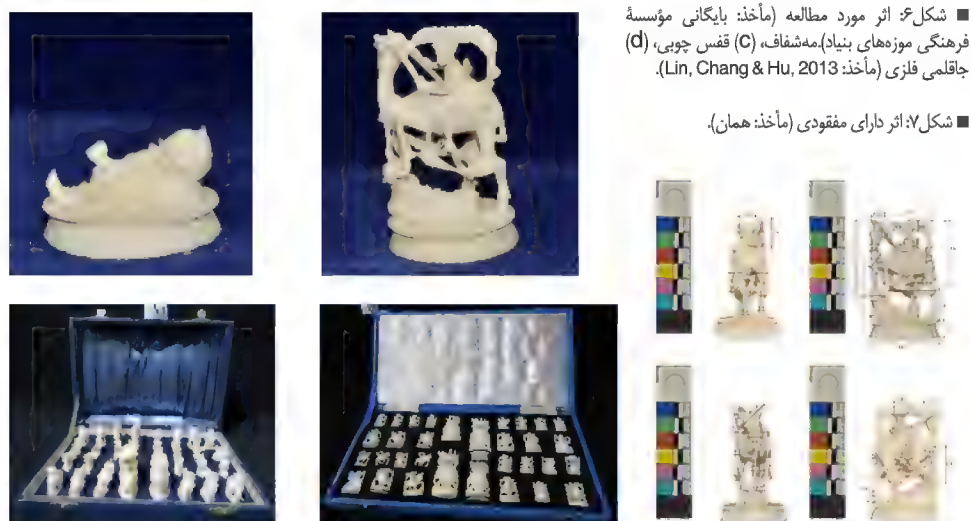 ■ شکل۶: اثر مورد مطالعه (مأخذ: بایگانی مؤسسهٔ
فرهنگی موزه‌های بنیاد).مه‌شفاف، (C) قفس چوبی، (d)
جاقلمی فلزی (مأخذ: Lin, Chang & Hu, 2013).
■ شکل۷: اثر دارای مفقودی (مأخذ: همان).